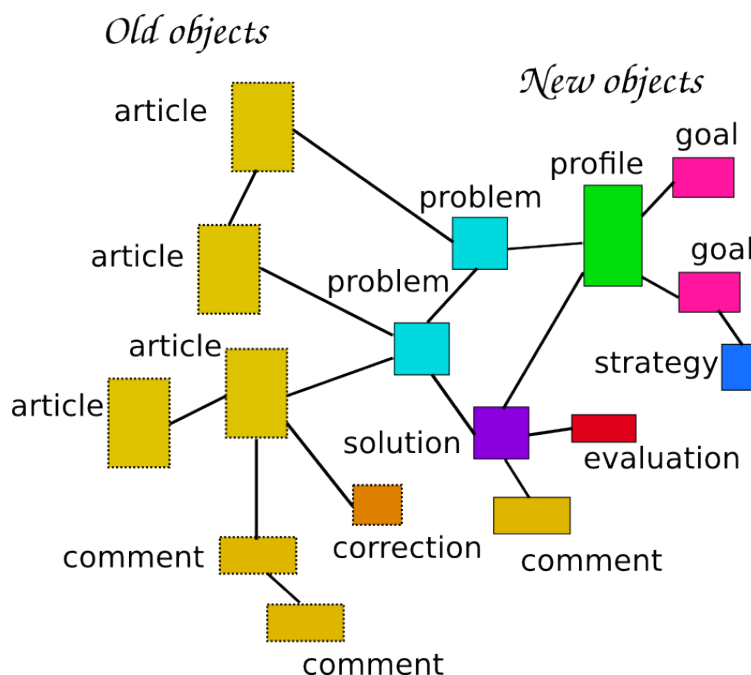 Old objects
New objects
article
goal
profile
problem
article
goal
problem
article
strategy
article
solution
evaluation
correction
comment
comment
comment